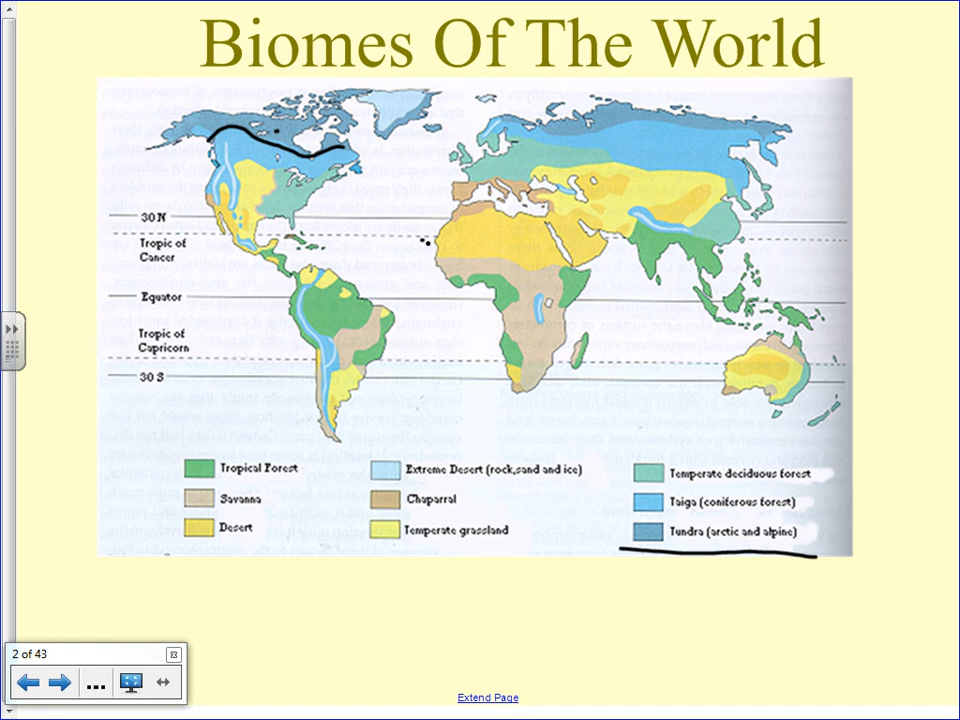 Biomes Of The World
30 N
Tropic of
Cancer
Equator
Tropic of
Capricorn
30 S
Tropical Forest
Savanna
Desert
Extreme Desert (rock,sand and ice)
Chaparral
Temperate grassland
Temperate deciduous forest
Taiga (coniferous forest)
Tundra (arctic and alpine)
2 of 43
...
Extend Page